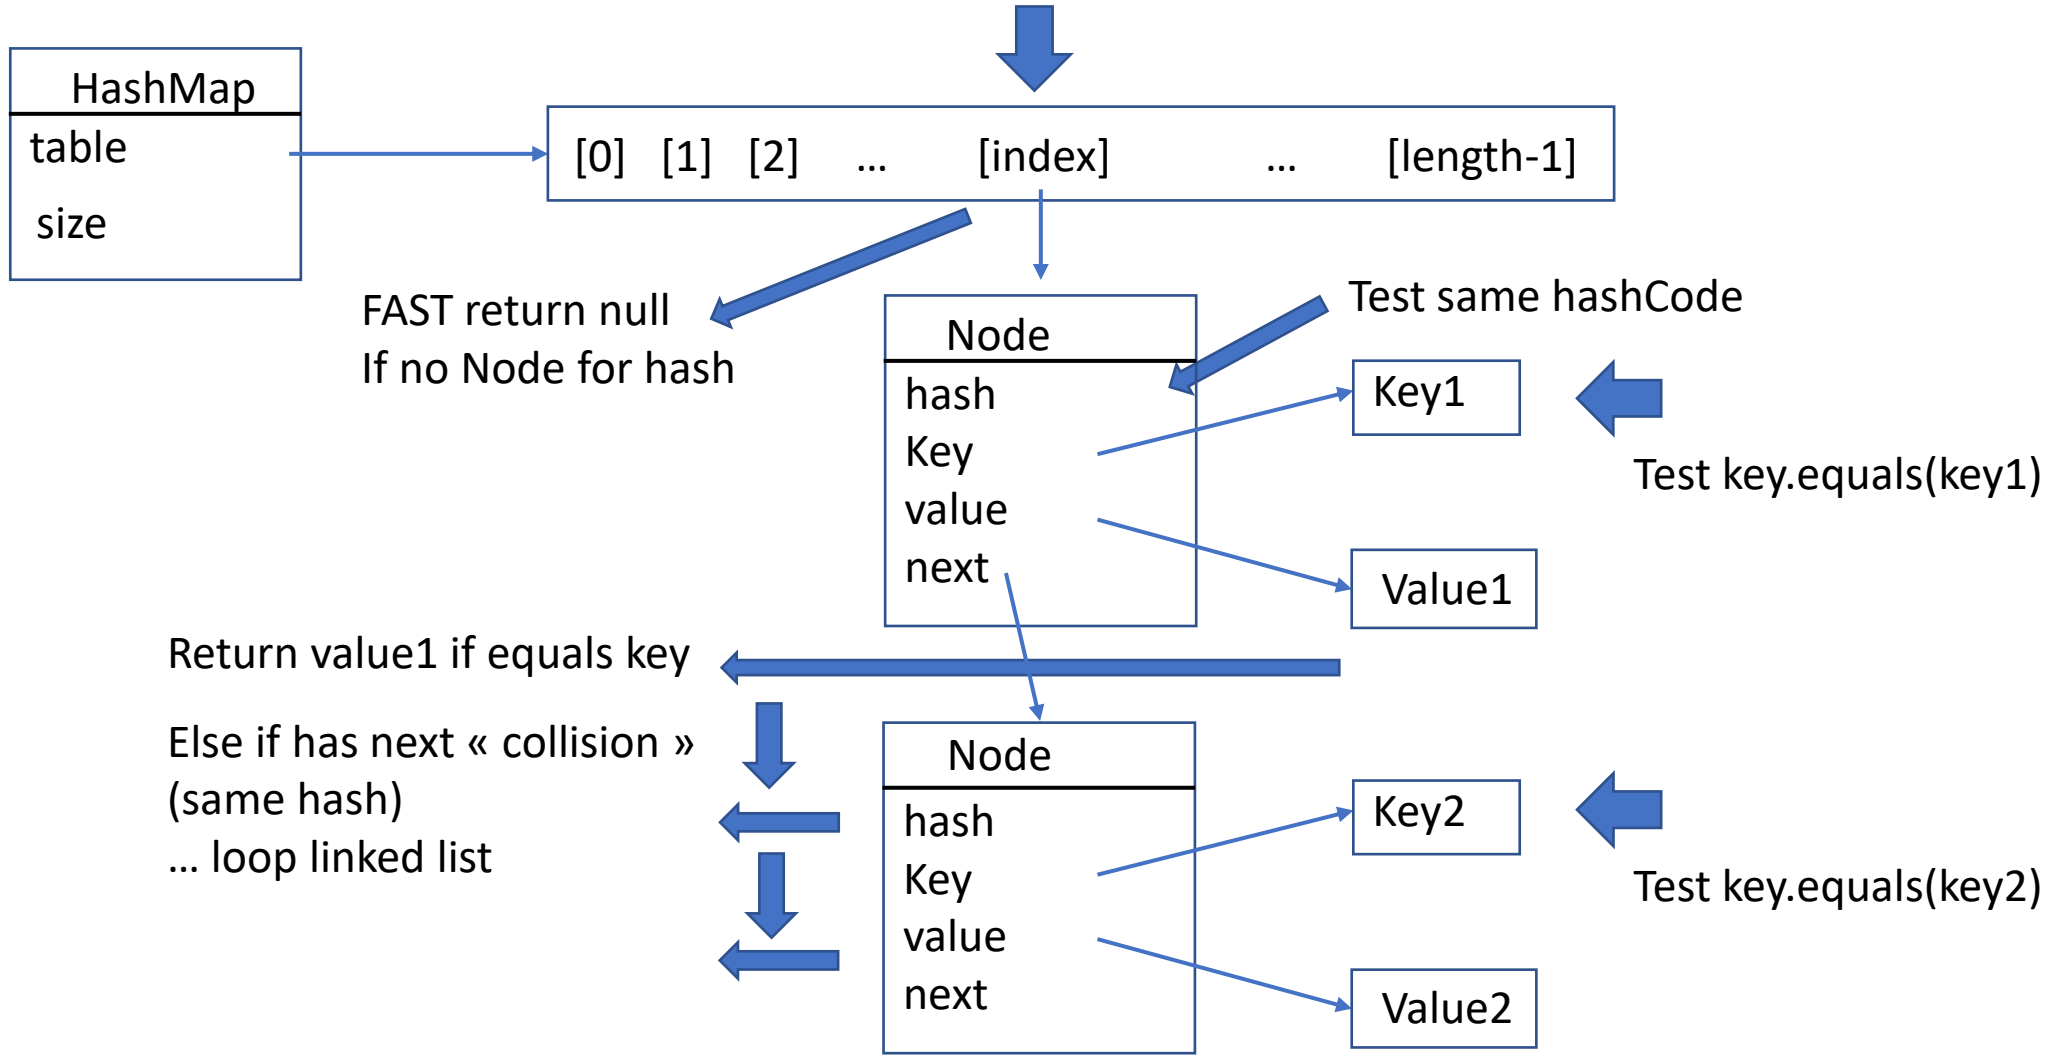 HashMap
table
size
[0] [1] [2] ... [index] ... [length-1]
FAST return null
If no Node for hash
Test same hashCode
Node
hash
Key
value
next
Key1
Test key.equals(key1)
Value1
Return value1 if equals key
Else if has next « collision »
(same hash)
... loop linked list
Node
hash
Key
value
next
Key2
Test key.equals(key2)
Value2